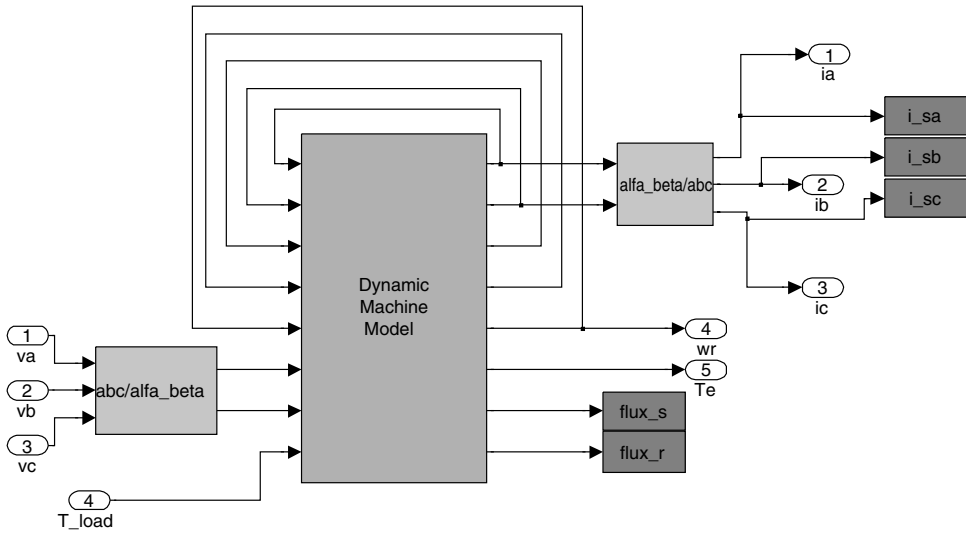 1
ia
i_sa
i_sb
alfa_beta/abc
2
ib
i_sc
Dynamic
Machine
Model
3
ic
1
va
4
wr
abc/alfa_beta
2
vb
5
Te
flux_s
3
vc
flux_r
4
T_load